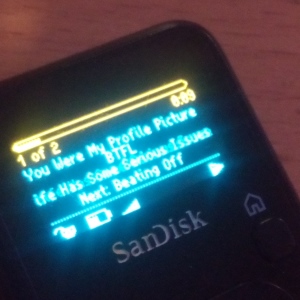 1 of 2
0:09
You Were My Profile Picture
BTFL
ife Has Some Serious Issues
Next: Beating Off
SanDisk